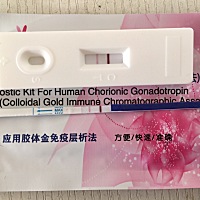 ostic Kit For Human Chorionic Gonadotropin
(Colloidal Gold Immune Chromatographic Asse
应用胶体金免疫层析法 方便/快速/准确